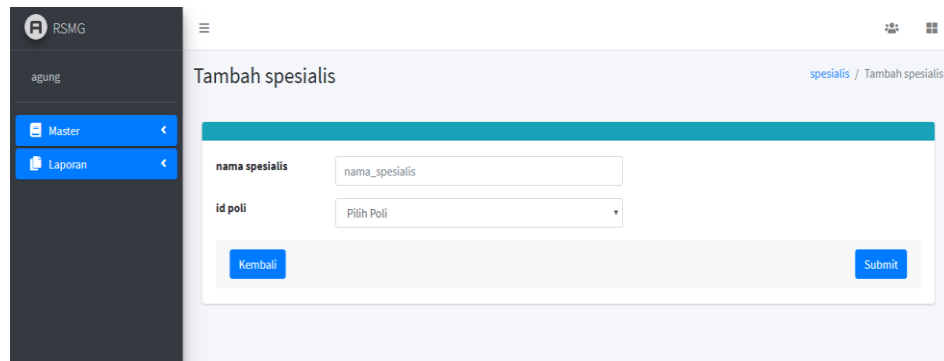 RSMG
agung
Master
Laporan
Tambah spesialis
spesialis / Tambah spesialis
nama spesialis
nama_spesialis
id poli
Pilih Poli
Kembali
Submit